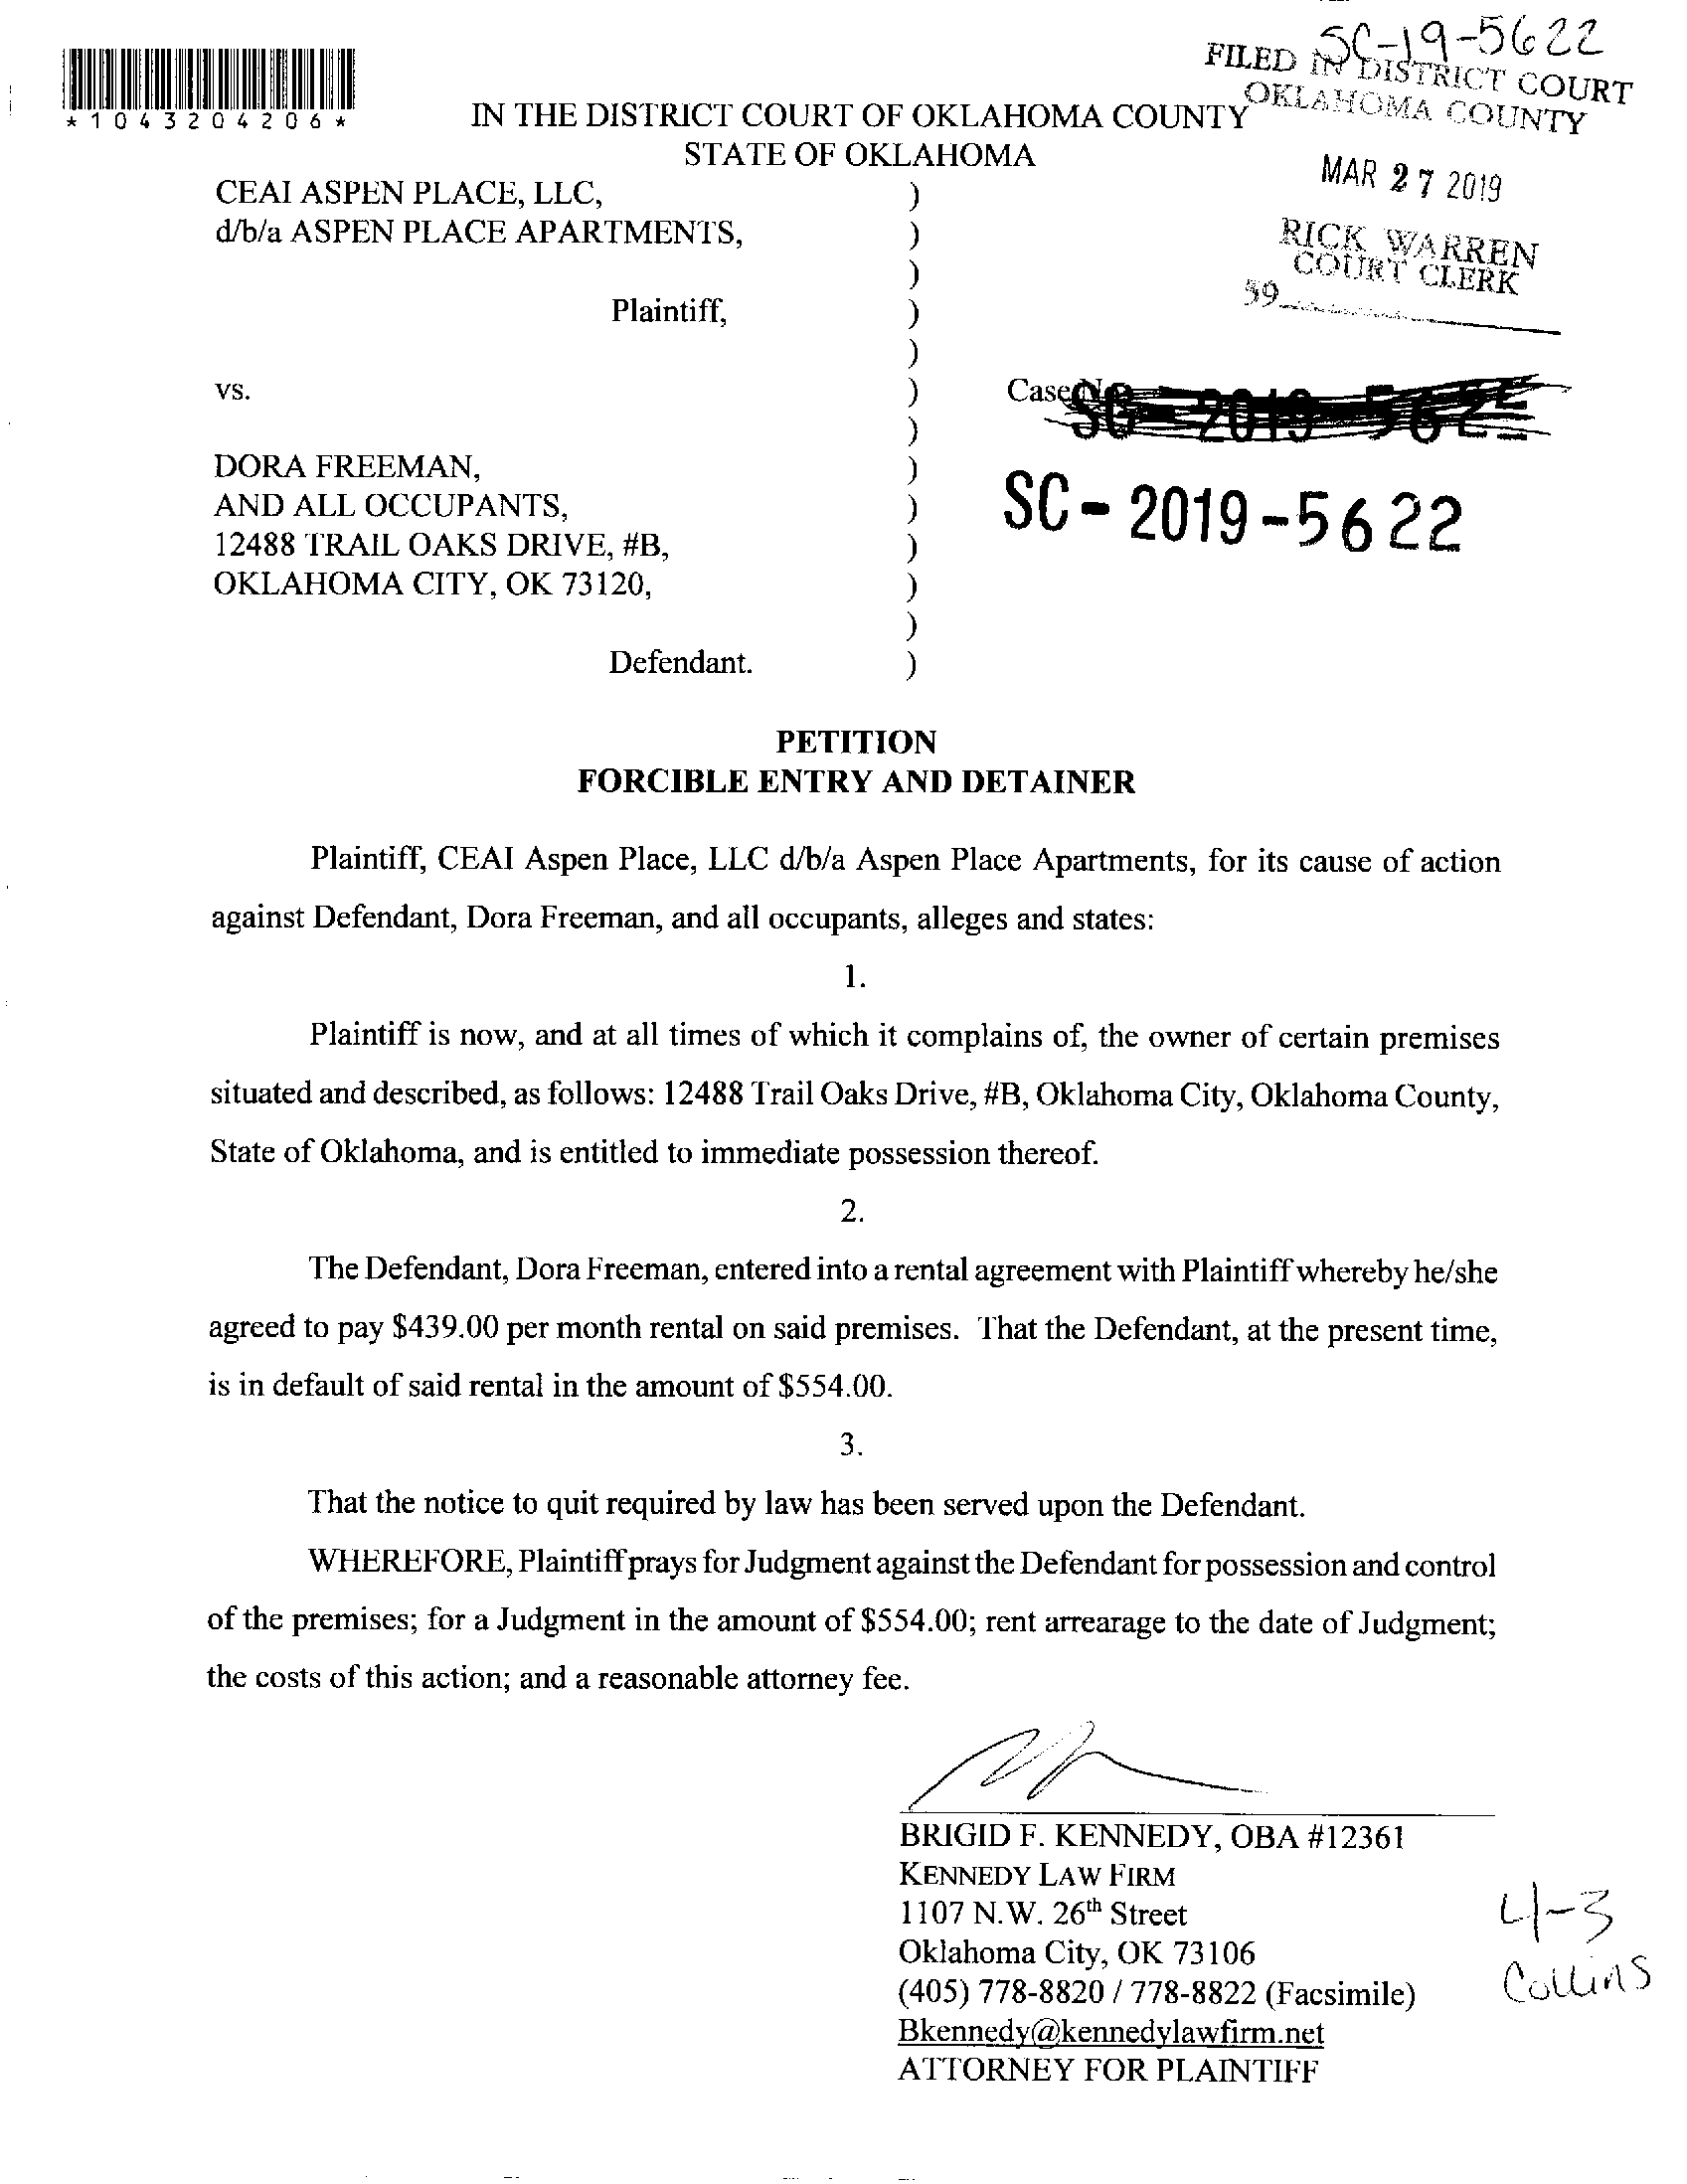 SC-19-5622
FILED IN DISTRICT COURT
OKLAHOMA COUNTY
*1043204206*
IN THE DISTRICT COURT OF OKLAHOMA COUNTY
STATE OF OKLAHOMA
MAR 27 2019
RICK WARREN
COURT CLERK
59
CEAI ASPEN PLACE, LLC, )
d/b/a ASPEN PLACE APARTMENTS, )
)
Plaintiff, )
)
vs. ) Case No.
)
DORA FREEMAN, )
AND ALL OCCUPANTS, ) SC-2019-5622
12488 TRAIL OAKS DRIVE, #B, )
OKLAHOMA CITY, OK 73120, )
)
Defendant. )
PETITION
FORCIBLE ENTRY AND DETAINER
Plaintiff, CEAI Aspen Place, LLC d/b/a Aspen Place Apartments, for its cause of action
against Defendant, Dora Freeman, and all occupants, alleges and states:
1.
Plaintiff is now, and at all times of which it complains of, the owner of certain premises
situated and described, as follows: 12488 Trail Oaks Drive, #B, Oklahoma City, Oklahoma County,
State of Oklahoma, and is entitled to immediate possession thereof.
2.
The Defendant, Dora Freeman, entered into a rental agreement with Plaintiff whereby he/she
agreed to pay $439.00 per month rental on said premises. That the Defendant, at the present time,
is in default of said rental in the amount of $554.00.
3.
That the notice to quit required by law has been served upon the Defendant.
WHEREFORE, Plaintiff prays for Judgment against the Defendant for possession and control
of the premises; for a Judgment in the amount of $554.00; rent arrearage to the date of Judgment;
the costs of this action; and a reasonable attorney fee.
BRIGID F. KENNEDY, OBA #12361
KENNEDY LAW FIRM
1107 N.W. 26th Street
Oklahoma City, OK 73106
(405) 778-8820 / 778-8822 (Facsimile)
Bkennedy@kennedylawfirm.net
ATTORNEY FOR PLAINTIFF
4-3
Collins